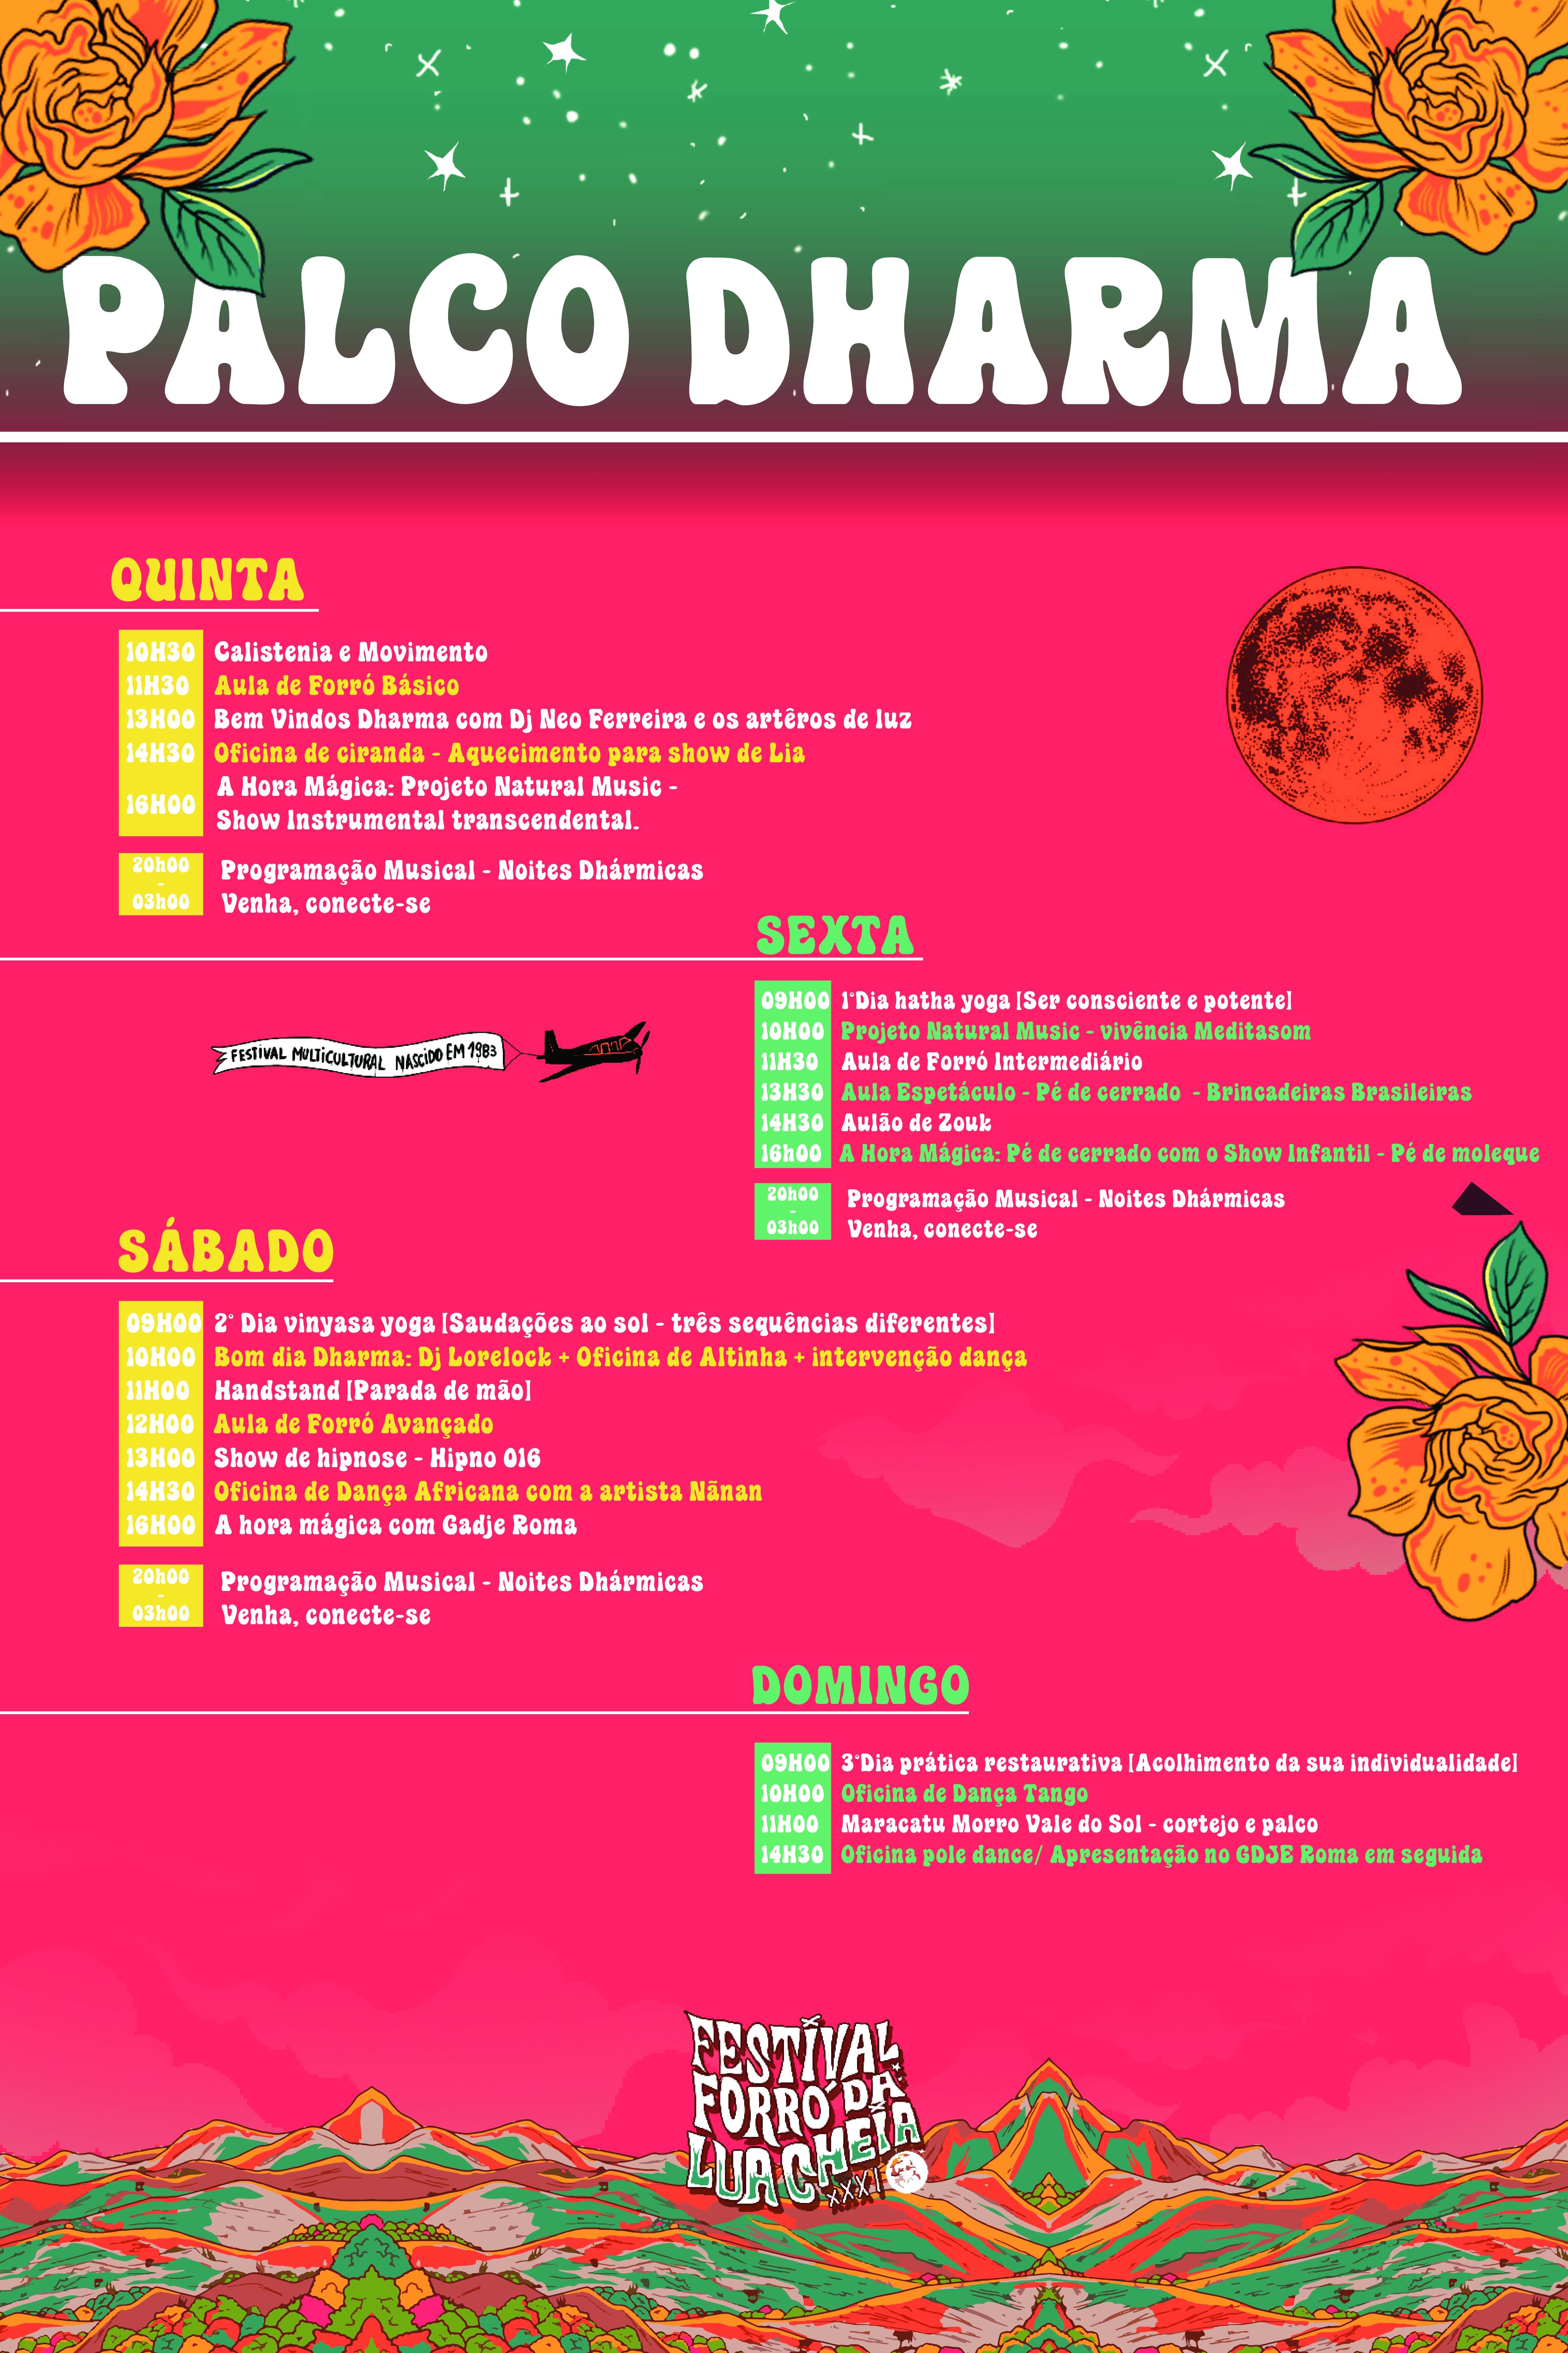 PALCO DHARMA
QUINTA
10H30 Calistenia e Movimento
11H30 Aula de Forró Básico
13H00 Bem Vindos Dharma com Dj Neo Ferreira e os artêros de luz
14H30 Oficina de ciranda - Aquecimento para show de Lia
16H00 A Hora Mágica: Projeto Natural Music -
Show Instrumental transcendental.
20h00
-
03h00
Programação Musical - Noites Dhármicas
Venha, conecte-se
SEXTA
09H00 1°Dia hatha yoga [Ser consciente e potente]
10H00 Projeto Natural Music - vivência Meditasom
11H30 Aula de Forró Intermediário
13H30 Aula Espetáculo - Pé de cerrado - Brincadeiras Brasileiras
14H30 Aulão de Zouk
16h00 A Hora Mágica: Pé de cerrado com o Show Infantil - Pé de moleque
20h00
-
03h00
Programação Musical - Noites Dhármicas
Venha, conecte-se
FESTIVAL MULTICULTURAL NASCIDO EM 1983
SÁBADO
09H00 2° Dia vinyasa yoga [Saudações ao sol - três sequências diferentes]
10H00 Bom dia Dharma: Dj Lorelock + Oficina de Altinha + intervenção dança
11H00 Handstand [Parada de mão]
12H00 Aula de Forró Avançado
13H00 Show de hipnose - Hipno 016
14H30 Oficina de Dança Africana com a artista Nãnan
16H00 A hora mágica com Gadje Roma
20h00
-
03h00
Programação Musical - Noites Dhármicas
Venha, conecte-se
DOMINGO
09H00 3°Dia prática restaurativa [Acolhimento da sua individualidade]
10H00 Oficina de Dança Tango
11H00 Maracatu Morro Vale do Sol - cortejo e palco
14H30 Oficina pole dance/ Apresentação no GDJE Roma em seguida
FESTIVAL
FORRÓ DA
LUA CHEIA
XXXI